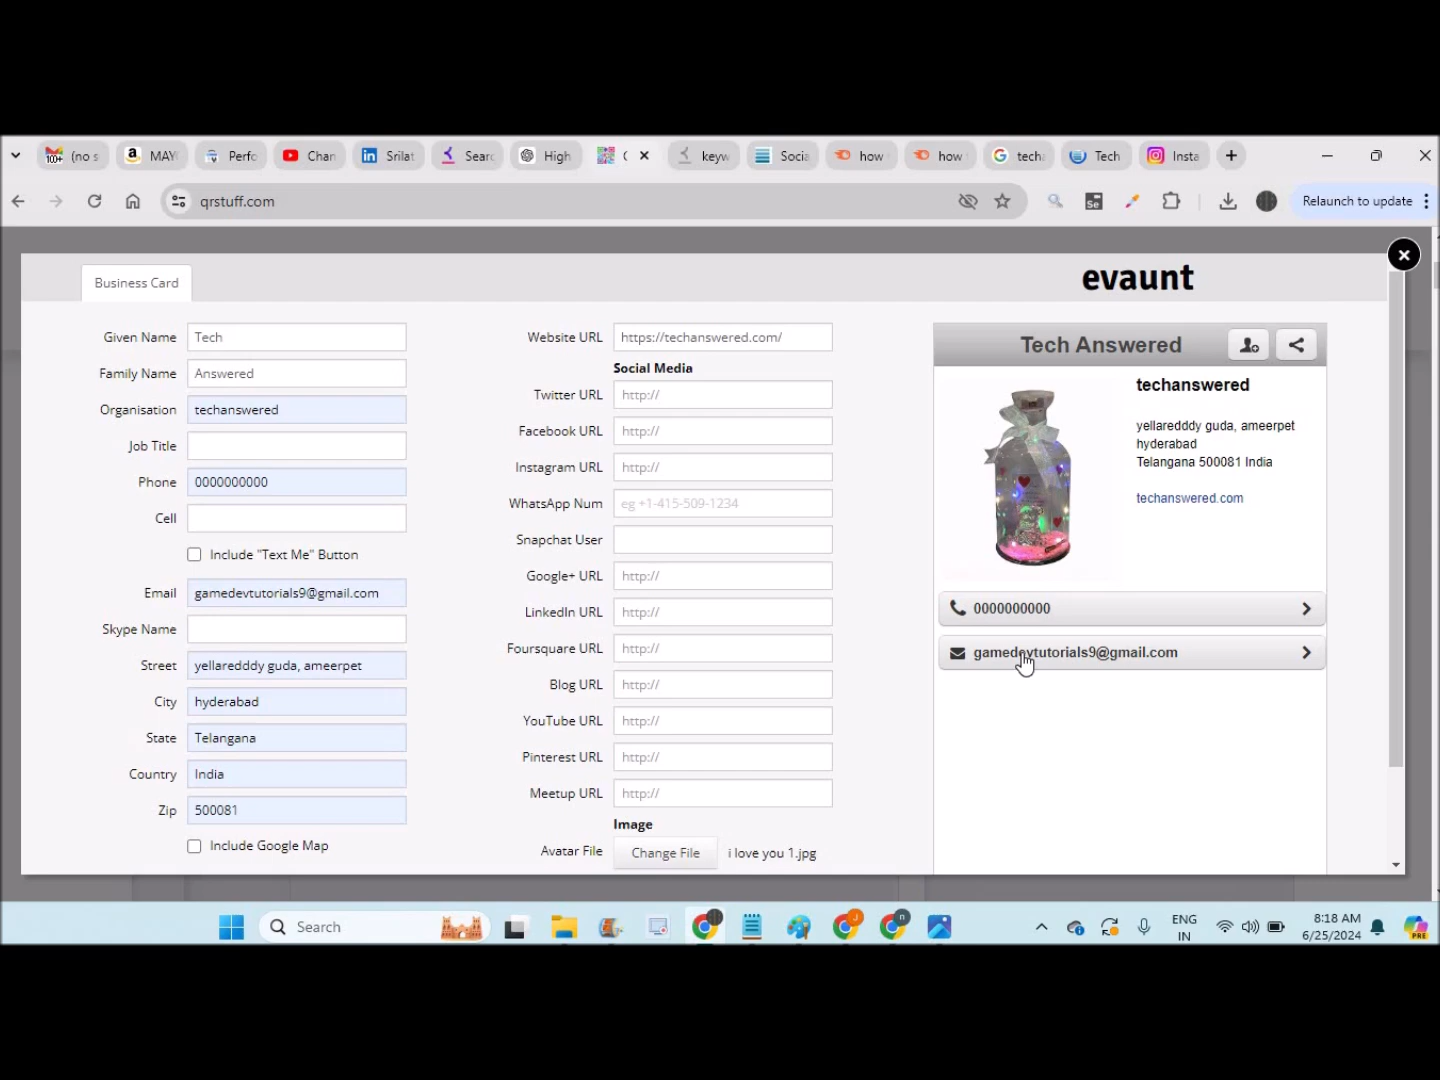 100+
(no s
MAY
Perfo
Chan
Srilat
Searc
High
(
keyw
Socia
how
how
techa
Tech
Insta
qrstuff.com
Se
Relaunch to update
Business Card
evaunt
Given Name Tech
Family Name Answered
Organisation techanswered
Job Title
Phone 0000000000
Cell
Include "Text Me" Button
Email gamedevtutorials9@gmail.com
Skype Name
Street yellaredddy guda, ameerpet
City hyderabad
State Telangana
Country India
Zip 500081
Include Google Map
Website URL https://techanswered.com/
Social Media
Twitter URL http://
Facebook URL http://
Instagram URL http://
WhatsApp Num eg +1-415-509-1234
Snapchat User
Google+ URL http://
LinkedIn URL http://
Foursquare URL http://
Blog URL http://
YouTube URL http://
Pinterest URL http://
Meetup URL http://
Image
Avatar File Change File i love you 1.jpg
Tech Answered
techanswered
yellaredddy guda, ameerpet
hyderabad
Telangana 500081 India
techanswered.com
0000000000
gamedevtutorials9@gmail.com
Search
ENG
IN
8:18 AM
6/25/2024
PRE